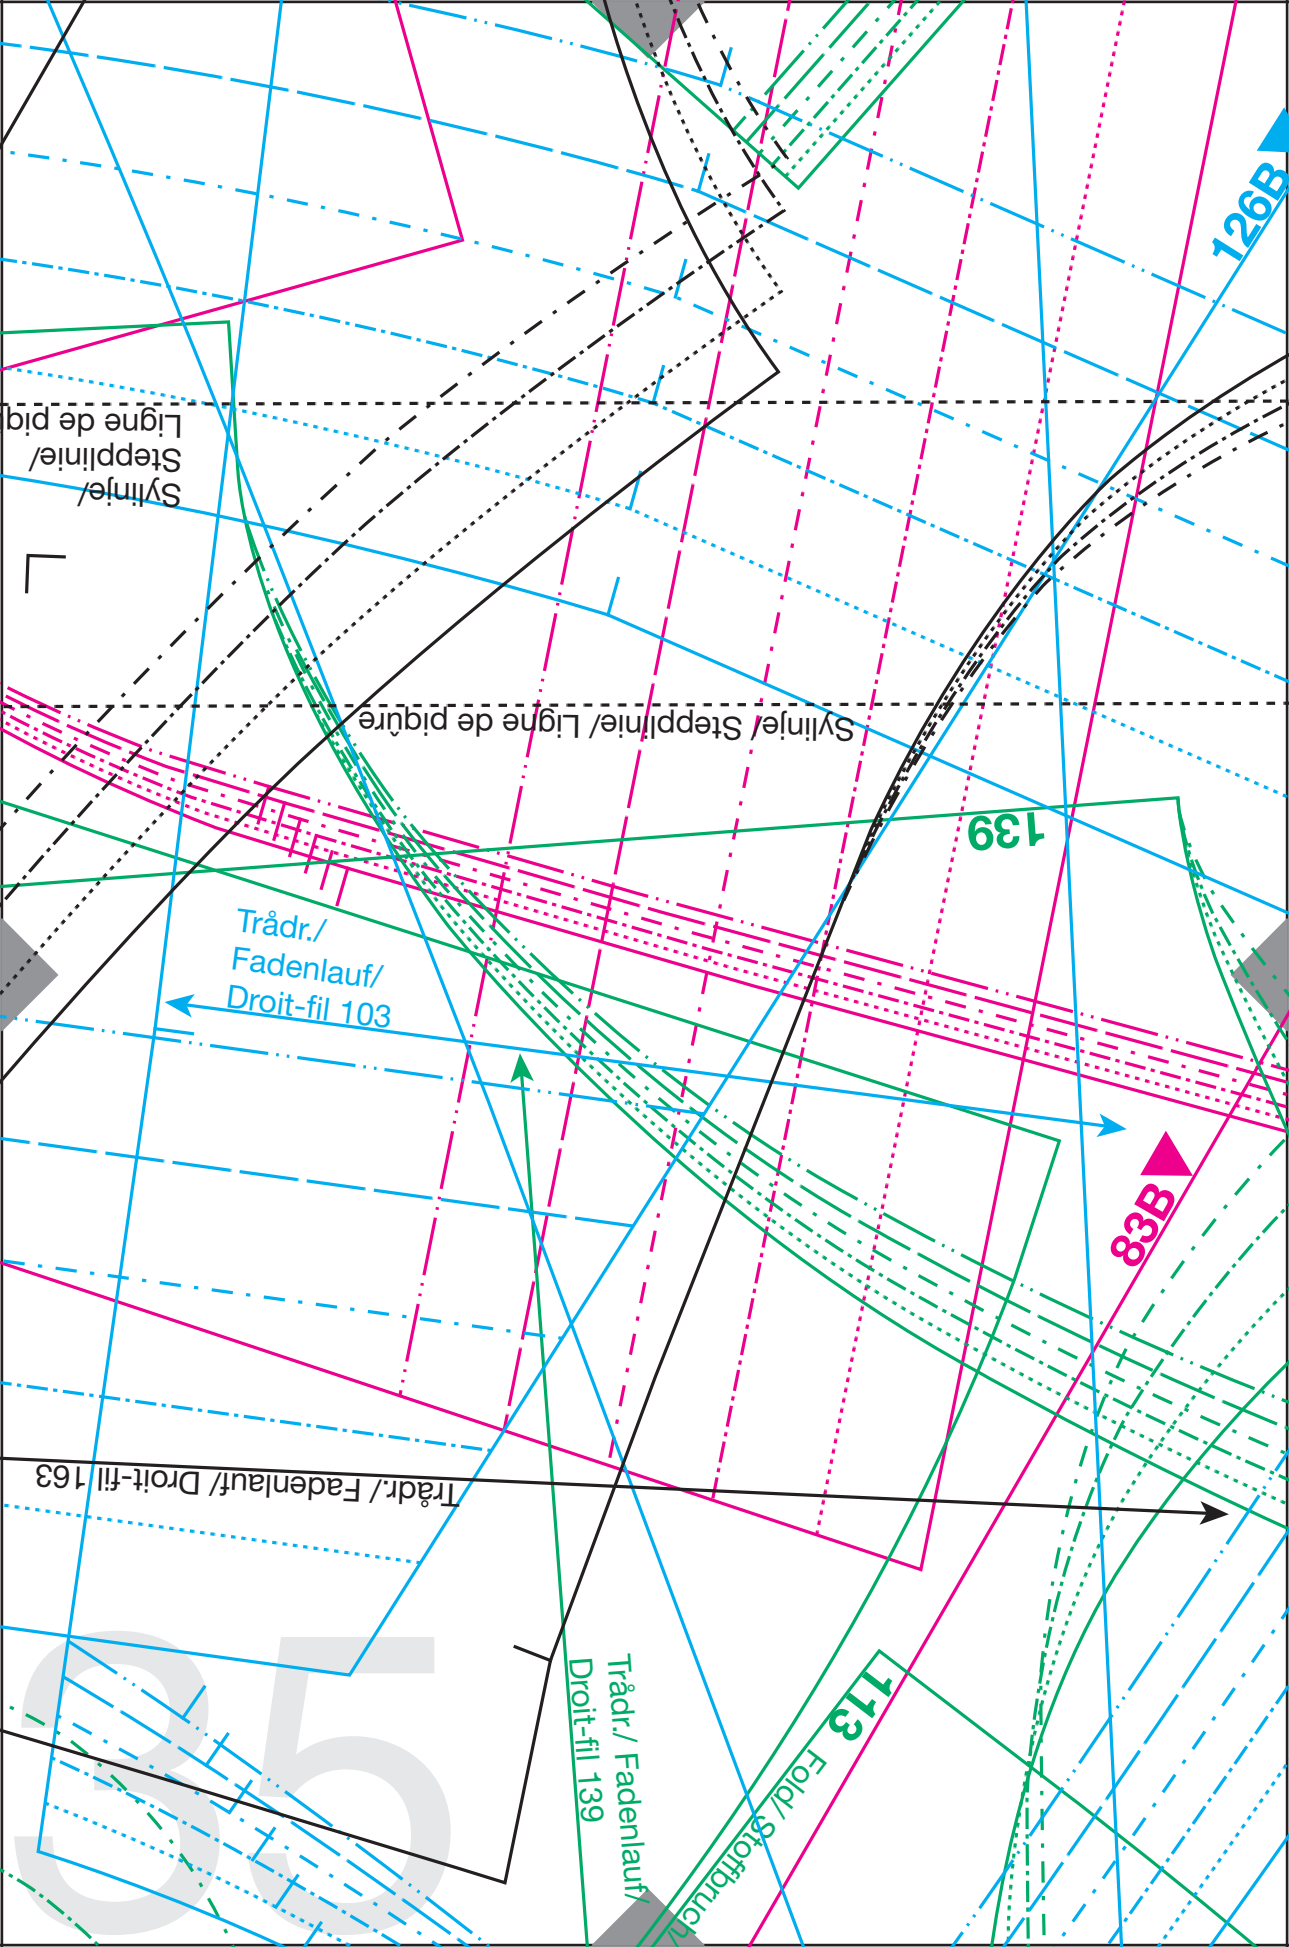 126B
Ligne de piqû
Stepplinie/
Sylinje/
Sylinje/ Stepplinie/ Ligne de piqûre
139
Trådr./
Fadenlauf/
Droit-fil 103
83B
Trådr./ Fadenlauf/ Droit-fil 163
35
Trådr./ Fadenlauf/
Droit-fil 139
113
Fold/ Stoffbruch/